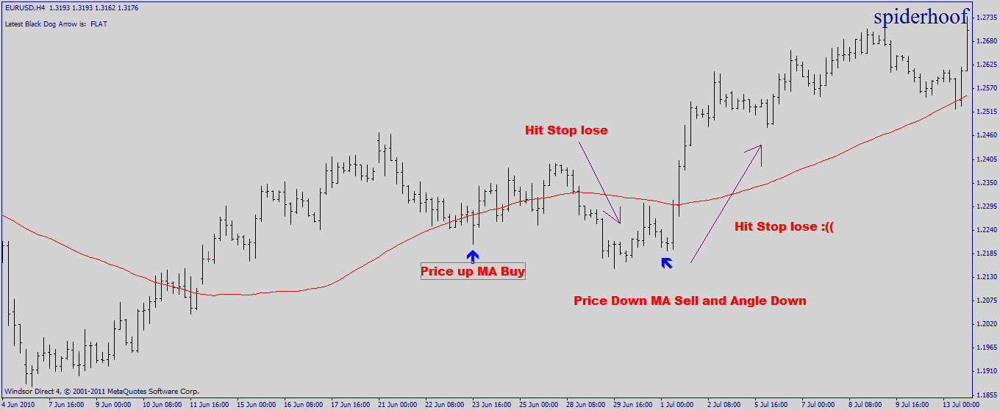 EURUSD,H4 1.3193 1.3193 1.3162 1.3176
spiderhoof
Latest Black Dog Arrow is: FLAT
1.2735
1.2680
1.2625
1.2570
1.2515
1.2460
1.2405
1.2350
1.2295
1.2240
1.2185
1.2130
1.2075
1.2020
1.1965
1.1910
1.1855
Hit Stop lose
Hit Stop lose :((
Price up MA Buy
Price Down MA Sell and Angle Down
Windsor Direct 4, © 2001-2011 MetaQuotes Software Corp.
4 Jun 2010 7 Jun 16:00 9 Jun 00:00 10 Jun 08:00 11 Jun 16:00 15 Jun 00:00 16 Jun 08:00 17 Jun 16:00 21 Jun 00:00 22 Jun 08:00 23 Jun 16:00 25 Jun 00:00 28 Jun 08:00 29 Jun 16:00 1 Jul 00:00 2 Jul 08:00 5 Jul 16:00 7 Jul 00:00 8 Jul 08:00 9 Jul 16:00 13 Jul 00:00